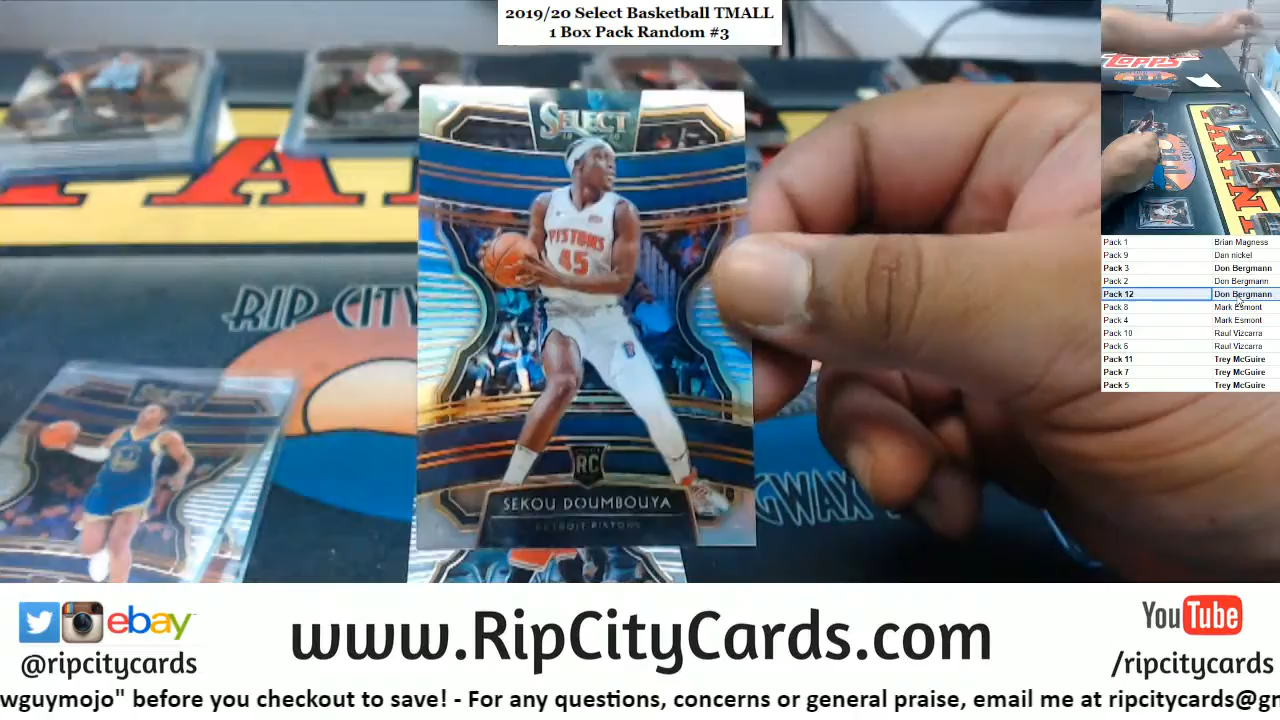 2019/20 Select Basketball TMALL
1 Box Pack Random #3
SELECT
PISTONS
45
RC
SEKOU DOUMBOUYA
DETROIT PISTONS
RIP CITY
GWAX
SELECT
Topps
PANINI
Pack 1 Brian Magness
Pack 9 Dan nickel
Pack 3 Don Bergmann
Pack 2 Don Bergmann
Pack 12 Don Bergmann
Pack 8 Mark Esmont
Pack 4 Mark Esmont
Pack 10 Raul Vizcarra
Pack 6 Raul Vizcarra
Pack 11 Trey McGuire
Pack 7 Trey McGuire
Pack 5 Trey McGuire
ebay
@ripcitycards
www.RipCityCards.com
YouTube
/ripcitycards
wguymojo" before you checkout to save! - For any questions, concerns or general praise, email me at ripcitycards@gr